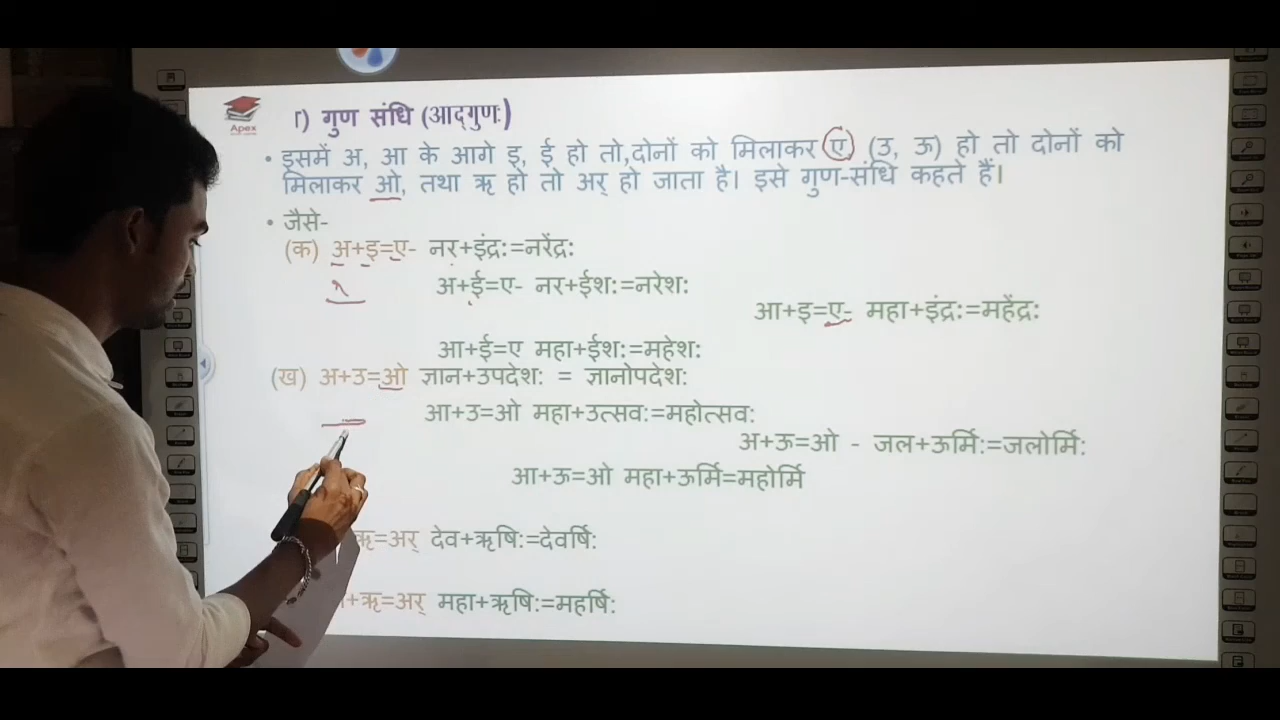 Apex
गुण संधि (आद्गुणः)
• इसमें अ, आ के आगे इ, ई हो तो,दोनों को मिलाकर ए (उ, ऊ) हो तो दोनों को
मिलाकर ओ, तथा ऋ हो तो अर् हो जाता है। इसे गुण-संधि कहते हैं।
• जैसे-
(क) अ+इ=ए- नर+इंद्र:=नरेंद्र:
अ+ई=ए- नर+ईश:=नरेश:
आ+इ=ए- महा+इंद्र:=महेंद्र:
आ+ई=ए महा+ईश:=महेश:
(ख) अ+उ=ओ ज्ञान+उपदेश: = ज्ञानोपदेश:
आ+उ=ओ महा+उत्सव:=महोत्सव:
अ+ऊ=ओ - जल+ऊर्मि:=जलोर्मि:
आ+ऊ=ओ महा+ऊर्मि=महोर्मि
ऋ=अर् देव+ऋषि:=देवर्षि:
+ऋ=अर् महा+ऋषि:=महर्षि: